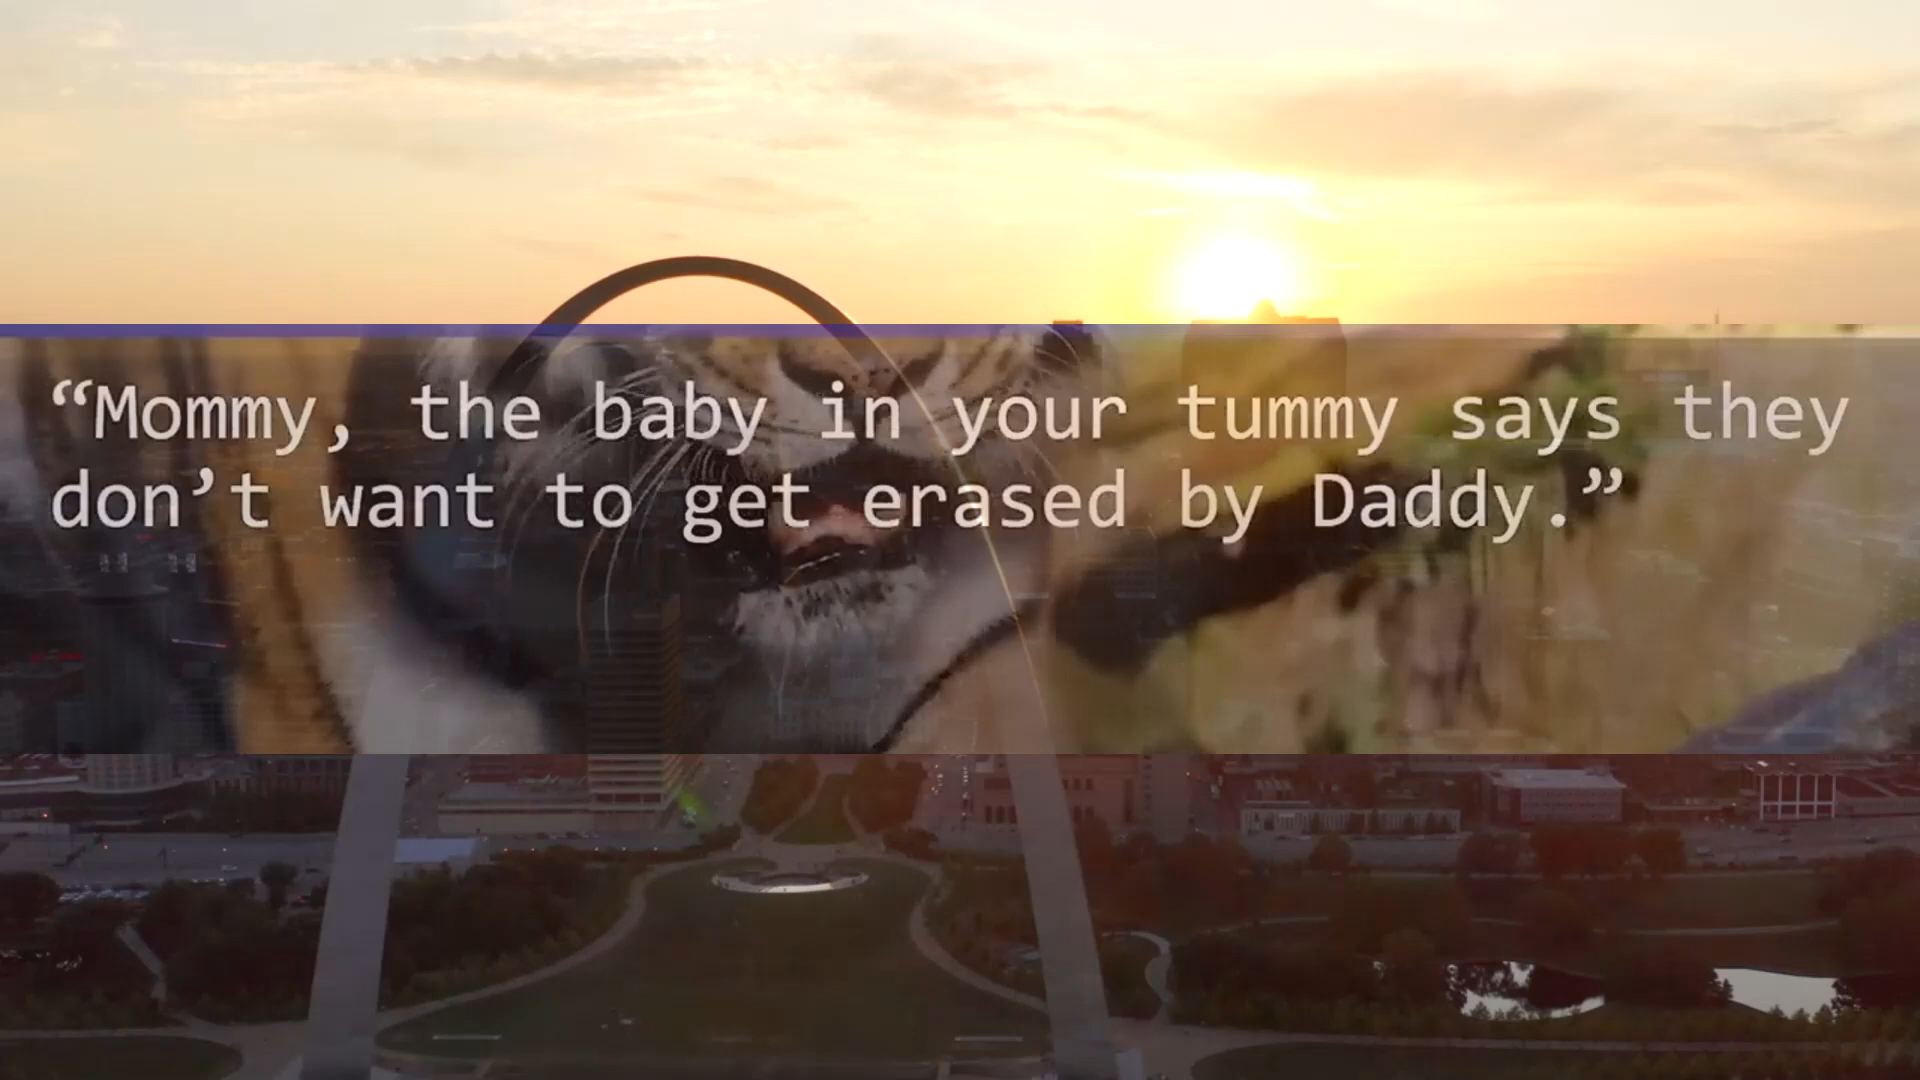 “Mommy, the baby in your tummy says they
don’t want to get erased by Daddy.”